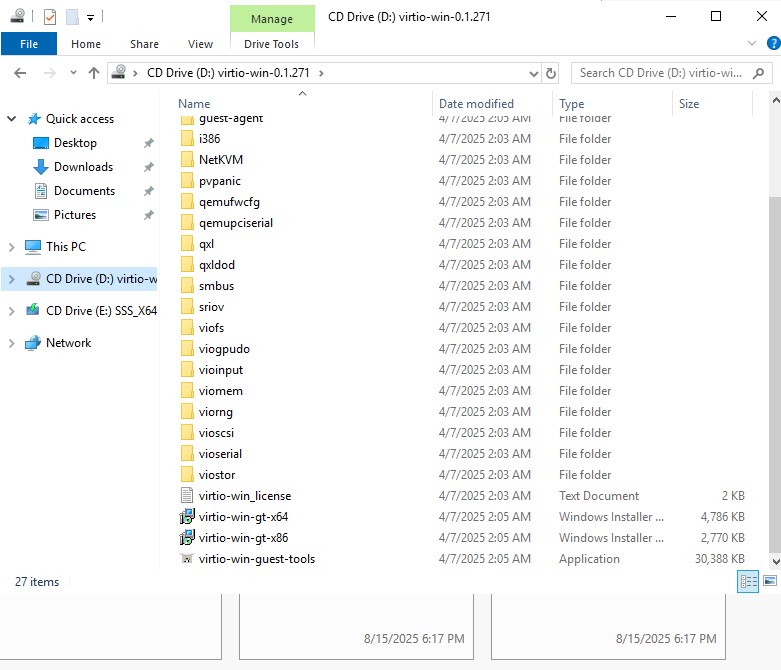 Manage
CD Drive (D:) virtio-win-0.1.271
File
Home
Share
View
Drive Tools
CD Drive (D:) virtio-win-0.1.271
Search CD Drive (D:) virtio-wi...
Name
Date modified
Type
Size
Quick access
Desktop
Downloads
Documents
Pictures
This PC
CD Drive (D:) virtio-w
CD Drive (E:) SSS_X64
Network
guest-agent 4/7/2025 2:05 AM File folder
i386 4/7/2025 2:03 AM File folder
NetKVM 4/7/2025 2:03 AM File folder
pvpanic 4/7/2025 2:03 AM File folder
qemufwcfg 4/7/2025 2:03 AM File folder
qemupciserial 4/7/2025 2:03 AM File folder
qxl 4/7/2025 2:03 AM File folder
qxldod 4/7/2025 2:03 AM File folder
smbus 4/7/2025 2:03 AM File folder
sriov 4/7/2025 2:03 AM File folder
viofs 4/7/2025 2:03 AM File folder
viogpudo 4/7/2025 2:03 AM File folder
vioinput 4/7/2025 2:03 AM File folder
viomem 4/7/2025 2:03 AM File folder
viorng 4/7/2025 2:03 AM File folder
vioscsi 4/7/2025 2:03 AM File folder
vioserial 4/7/2025 2:03 AM File folder
viostor 4/7/2025 2:03 AM File folder
virtio-win_license 4/7/2025 2:03 AM Text Document 2 KB
virtio-win-gt-x64 4/7/2025 2:05 AM Windows Installer ... 4,786 KB
virtio-win-gt-x86 4/7/2025 2:05 AM Windows Installer ... 2,770 KB
virtio-win-guest-tools 4/7/2025 2:05 AM Application 30,388 KB
27 items
8/15/2025 6:17 PM
8/15/2025 6:17 PM